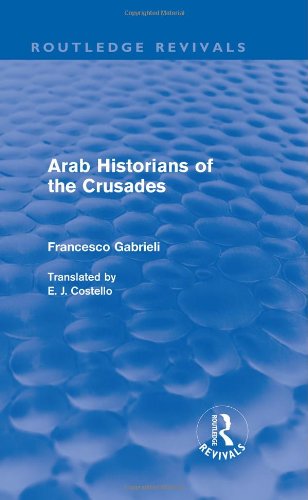 ROUTLEDGE REVIVALS
Arab Historians of
the Crusades
Francesco Gabrieli
Translated by
E. J. Costello
ROUTLEDGE
REVIVALS